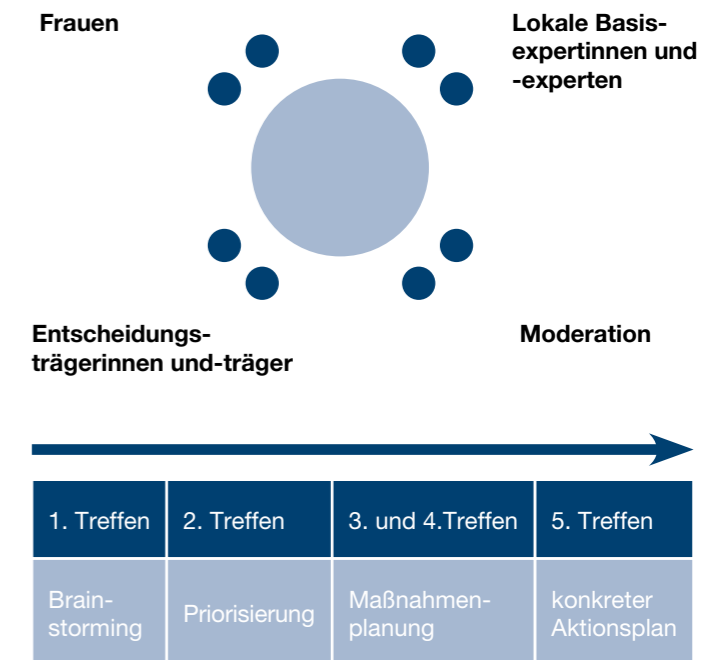 Frauen
Lokale Basis-
expertinnen und
-experten
Entscheidungs-
trägerinnen und-träger
Moderation
1. Treffen
2. Treffen
3. und 4.Treffen
5. Treffen
Brain-
storming
Priorisierung
Maßnahmen-
planung
konkreter
Aktionsplan